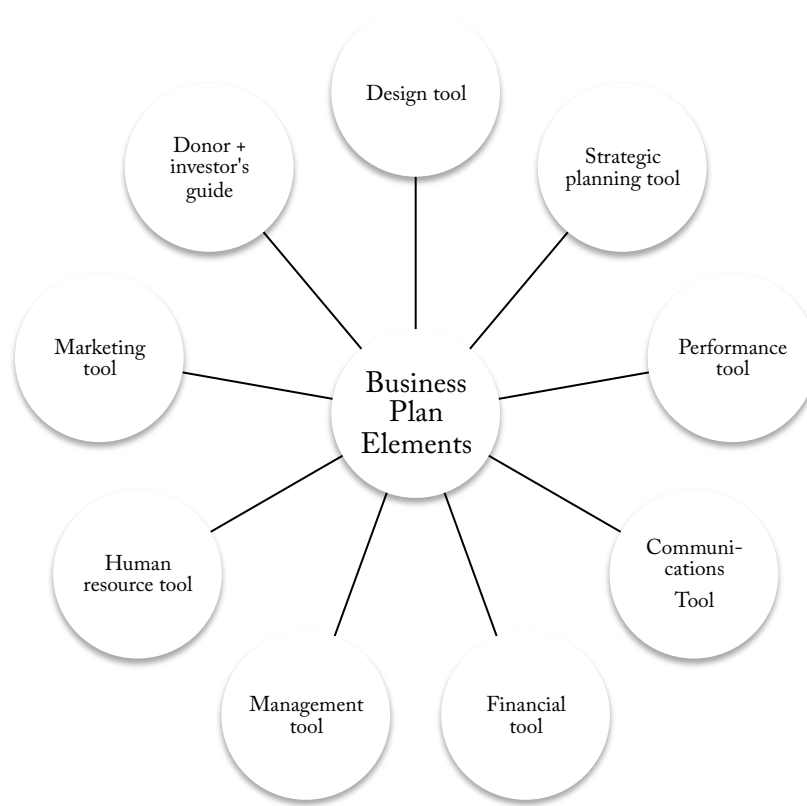 Design tool
Donor +
investor's
guide
Strategic
planning tool
Marketing
tool
Performance
tool
Business
Plan
Elements
Human
resource tool
Communi-
cations
Tool
Management
tool
Financial
tool